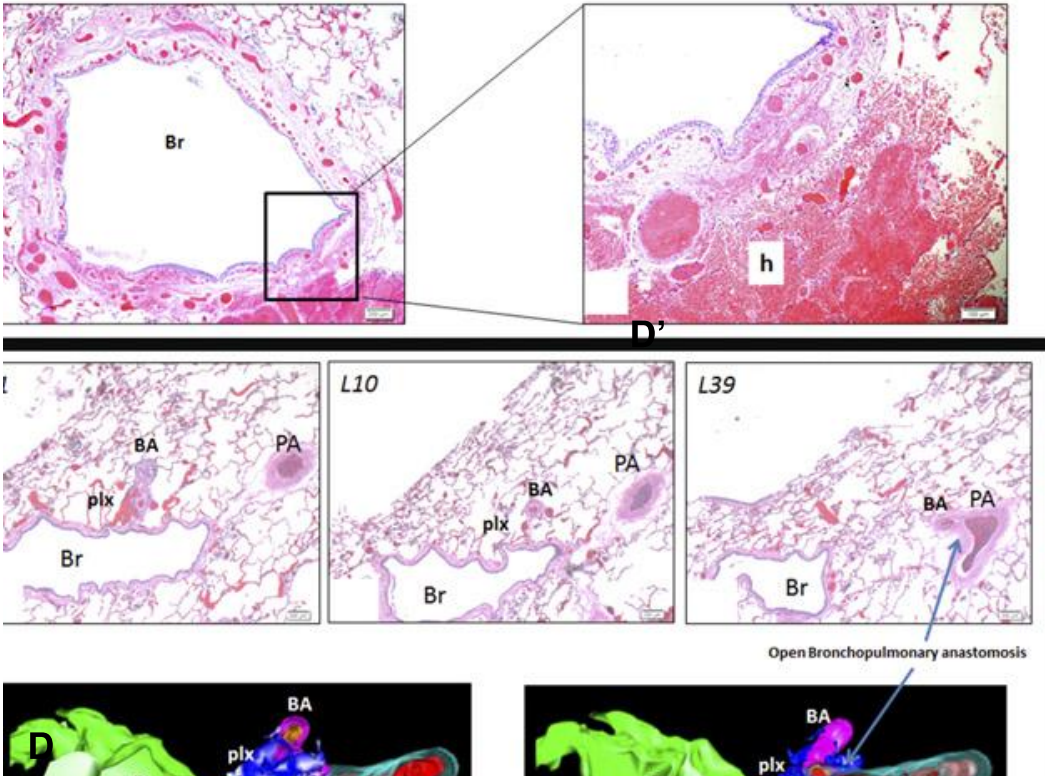 Br
h
D’
L10
L39
BA
PA
plx
Br
BA
PA
plx
Br
BA
PA
Br
Open Bronchopulmonary anastomosis
BA
plx
D
BA
plx